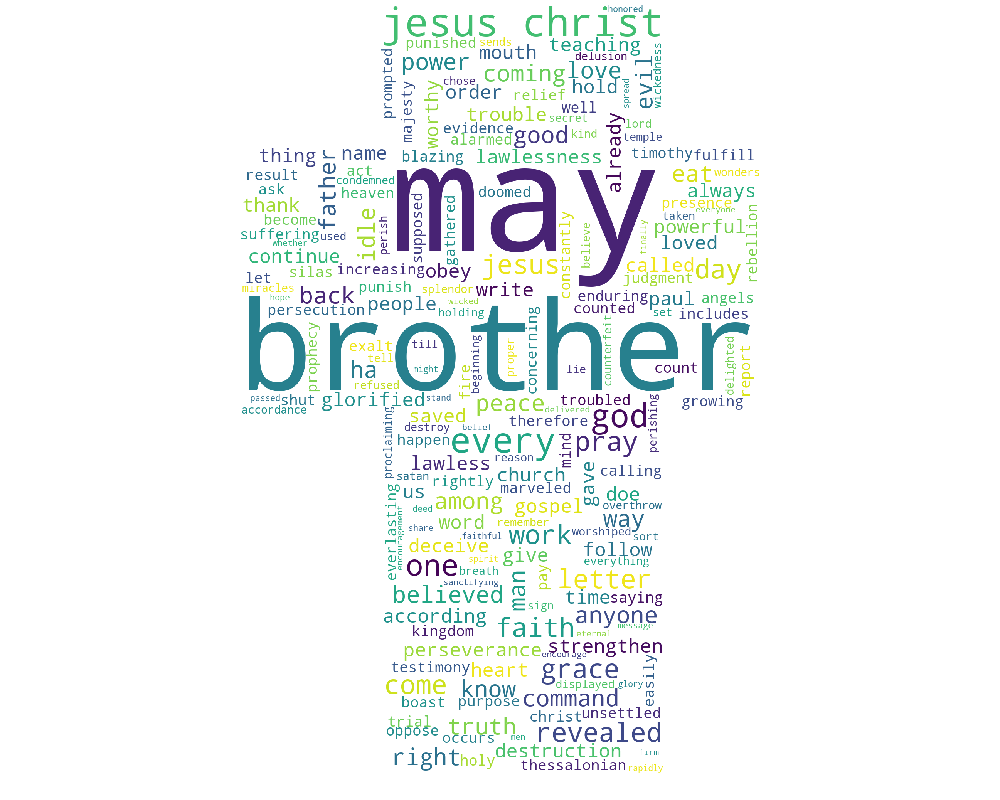 jesus christ
honored
punished sends
teaching
prompted
power
mouth
delusion
coming
love
evil
wickedness
chose
order
relief
hold
spread
majesty
worthy
trouble
well
secret
evidence
alarmed
good
kind
lord
temple
already
thing
name
blazing
lawlessness
timothy
fulfill
result
father
act
condemned
eat
wonders
ask
heaven
doomed
always
thank
idle
perish
supposed
gathered
presence
everyone
become
taken
powerful
rebellion
may
suffering
used
whether
constantly
believe
finally
loved
continue
jesus
called
day
let
silas
increasing
obey
judgment
miracles
punish
splendor
write
enduring
paul
angels
hope
back
people
wicked
persecution
holding
counted
set
includes
brother
prophecy
exalt
till
beginning
proper
concerning
counterfeit
delighted
report
tell
ha
night
fire
lie
count
refused
passed
shut
glorified
stand
peace
troubled
growing
accordance
saved
delivered
god
perishing
proclaiming
destroy
belief
therefore
happen
every
mind
pray
reason
lawless
church
calling
satan
rightly
marveled
gave
everlasting
encouragement
us
among
doe
overthrow
deed
word
gospel
way
remember
share
faithful
work
worshiped
sort
deceive
give
follow
spirit
everything
one
breath
man
pay
letter
sanctifying
believed
time
saying
according
sign
anyone
kingdom
faith
message
eternal
perseverance
strengthen
encourage
testimony
heart
grace
easily
come
know
displayed
glory
boast
purpose
command
trial
truth
christ
unsettled
oppose
occurs
men
revealed
right
holy
destruction
thessalonian
rapidly